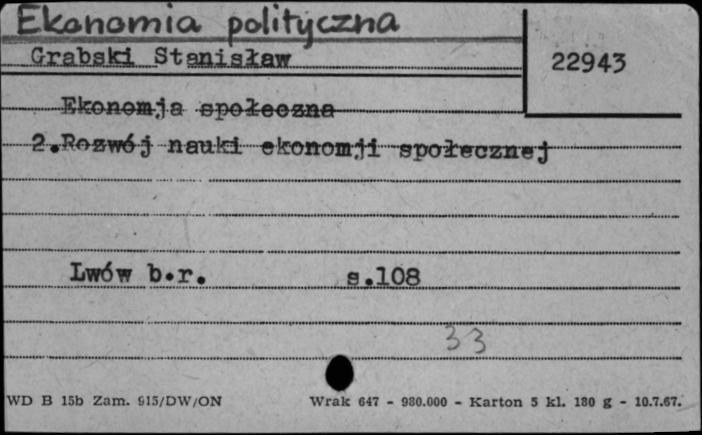 Ekonomia polityczna
Grabski Stanisław
22943
Ekonomja społeczna
2.Rozwój nauki ekonomji społecznej
Lwów b.r. s.108
33
WD B 15b Zam. 915/DW/ON Wrak 647 - 980.000 - Karton 5 kl. 180 g - 10.7.67.